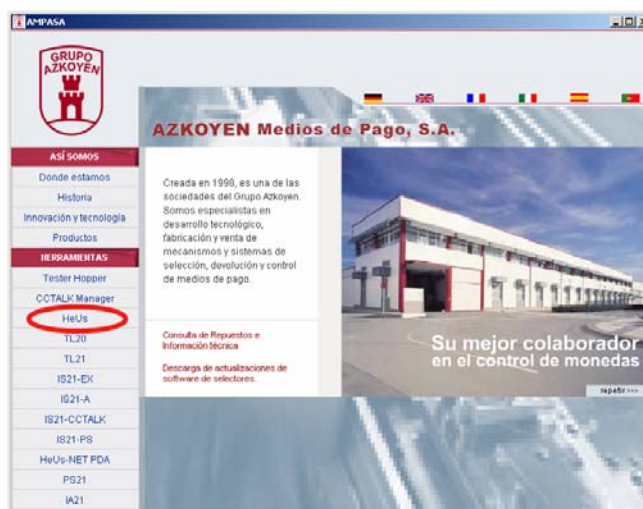 AMPASA
GRUPO
AZKOYEN
AZKOYEN Medios de Pago, S.A.
ASÍ SOMOS
Donde estamos
Historia
Innovación y tecnología
Productos
HERRAMIENTAS
Tester Hopper
CCTALK Manager
HeUs
TL20
TL21
IS21-EX
IS21-A
IS21-CCTALK
IS21-PS
HeUs-NET PDA
PS21
IA21
Creada en 1998, es una de las
sociedades del Grupo Azkoyen.
Somos especialistas en
desarrollo tecnológico,
fabricación y venta de
mecanismos y sistemas de
selección, devolución y control
de medios de pago.
Consulta de Repuestos e
Información técnica
Descarga de actualizaciones de
software de selectores.
Su mejor colaborador
en el control de monedas
repetir >>>